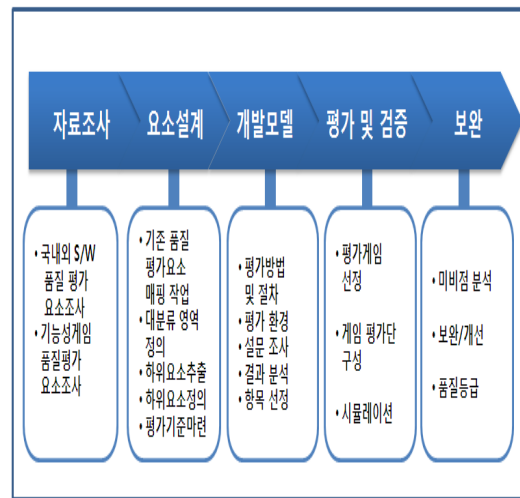 자료조사
요소설계
개발모델
평가 및 검증
보완
• 국내외 S/W
품질 평가
요소조사
• 기능성게임
품질평가
요소조사
• 기존 품질
평가요소
매핑 작업
• 대분류 영역
정의
• 하위요소추출
• 하위요소정의
• 평가기준마련
• 평가방법
및 절차
• 평가 환경
• 설문 조사
• 결과 분석
• 항목 선정
• 평가게임
선정
• 게임 평가단
구성
• 시뮬레이션
• 미비점 분석
• 보완/개선
• 품질등급